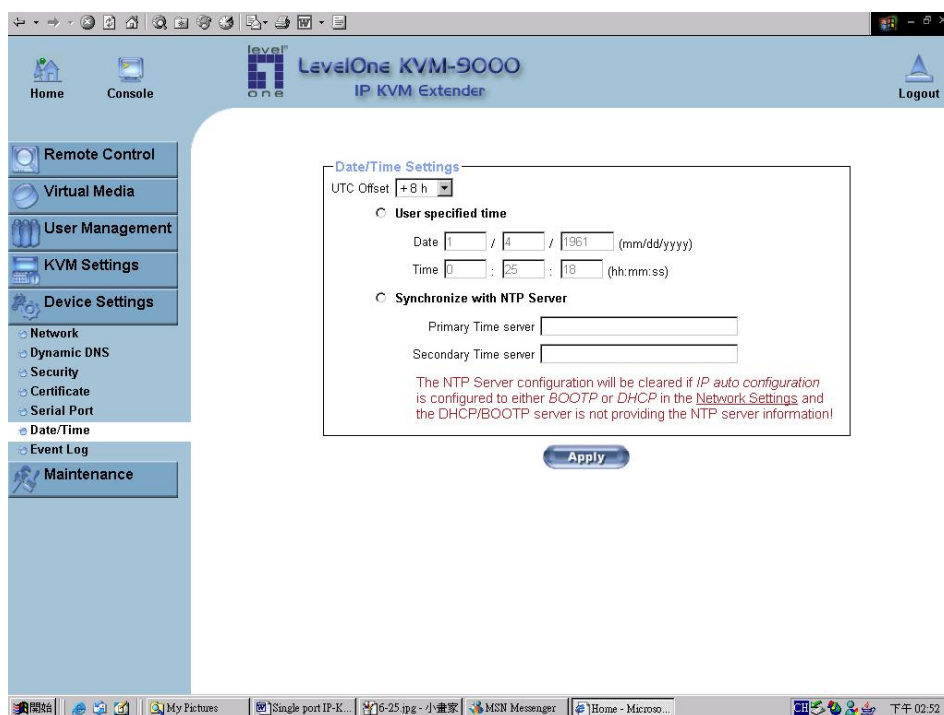 level
one
LevelOne KVM-9000
IP KVM Extender
Home
Console
Logout
Remote Control
Virtual Media
User Management
KVM Settings
Device Settings
Network
Dynamic DNS
Security
Certificate
Serial Port
Date/Time
Event Log
Maintenance
Date/Time Settings
UTC Offset +8 h
User specified time
Date 1 / 4 / 1961 (mm/dd/yyyy)
Time 0 : 25 : 18 (hh:mm:ss)
Synchronize with NTP Server
Primary Time server
Secondary Time server
The NTP Server configuration will be cleared if IP auto configuration
is configured to either BOOTP or DHCP in the Network Settings and
the DHCP/BOOTP server is not providing the NTP server information!
Apply
開始 My Pictures Single port IP-K... 6-25.jpg - 小畫家 MSN Messenger Home - Microso... CH 下午 02:52